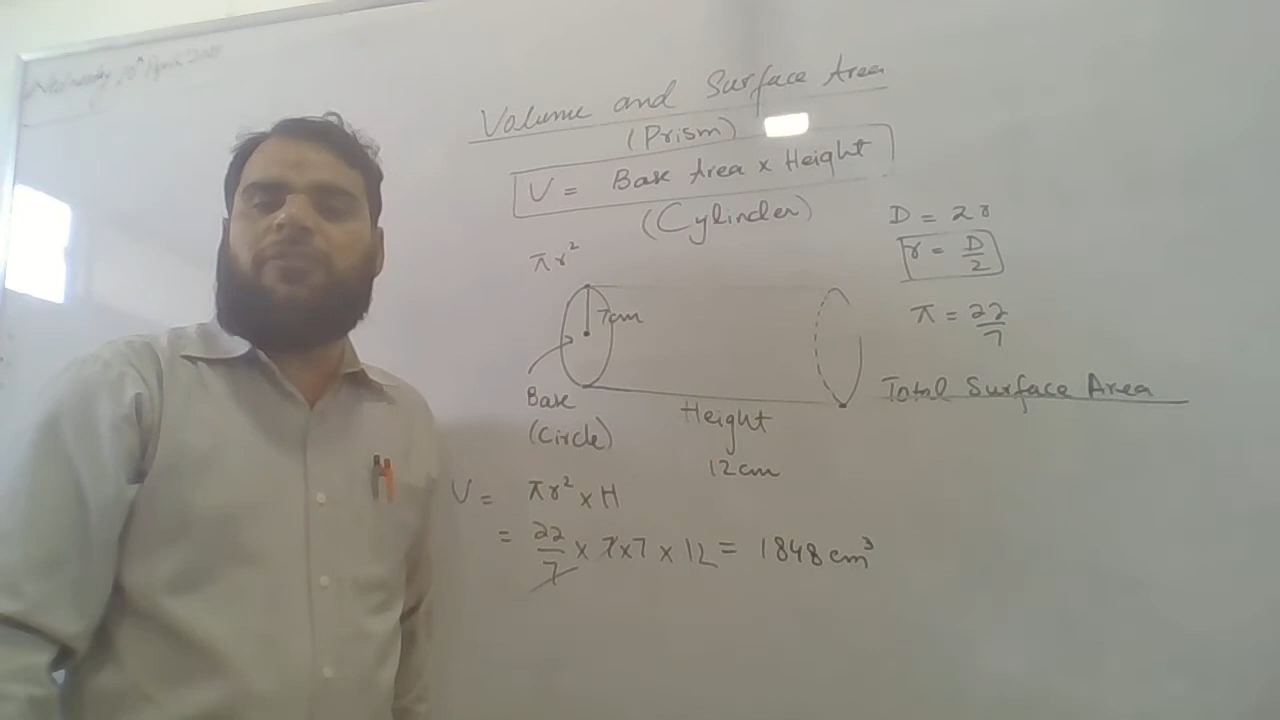 Wednesday, 
Volume and Surface Area
(Prism)
V = Base Area x Height
(Cylinder)
D = 2r
r = D/2
πr²
7cm
π = 22/7
Base
(Circle)
Height
12cm
Total Surface Area
V = πr² x H
= 22/7 x 7x7 x 12 = 1848 cm³